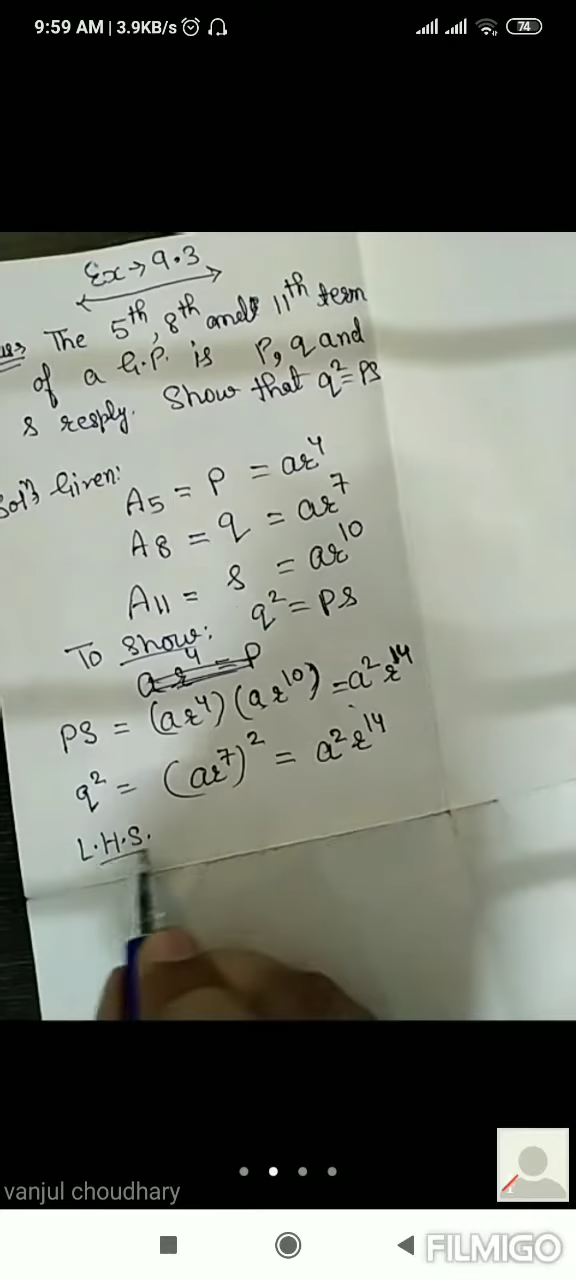 9:59 AM | 3.9KB/s
74
Ex→ 9.3
The 5th, 8th and 11th term
of a G.P. is P, q and
s resply. Show that q²=PS
Sol'n Given:
A5 = P = ar⁴
A8 = q = ar⁷
A11 = s = ar¹⁰
To show: q²=PS
ar⁴=P
PS = (ar⁴)(ar¹⁰)=a²r¹⁴
q² = (ar⁷)² = a²r¹⁴
L.H.S.
vanjul choudhary
FILMIGO